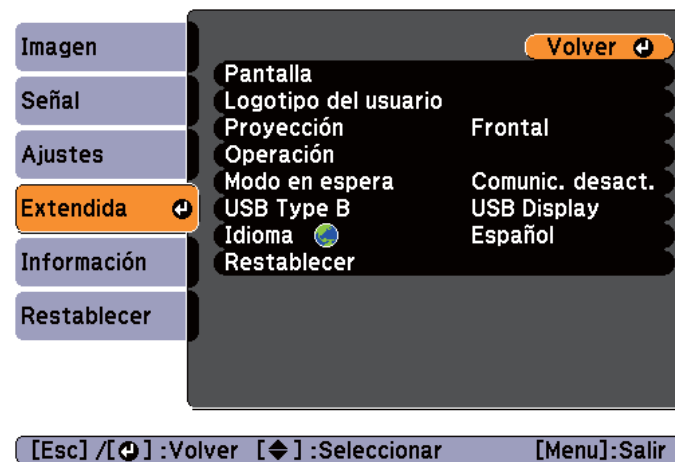 Imagen
Señal
Ajustes
Extendida
Información
Restablecer
Volver
Pantalla
Logotipo del usuario
Proyección Frontal
Operación
Modo en espera Comunic. desact.
USB Type B USB Display
Idioma Español
Restablecer
[Esc] /[ ] :Volver [ ] :Seleccionar [Menu]:Salir